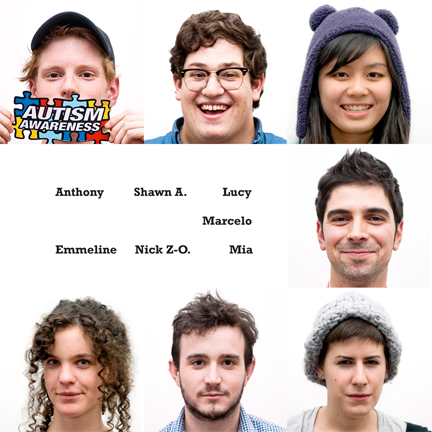 AUTISM
AWARENESS
Anthony Shawn A. Lucy
Marcelo
Emmeline Nick Z-O. Mia